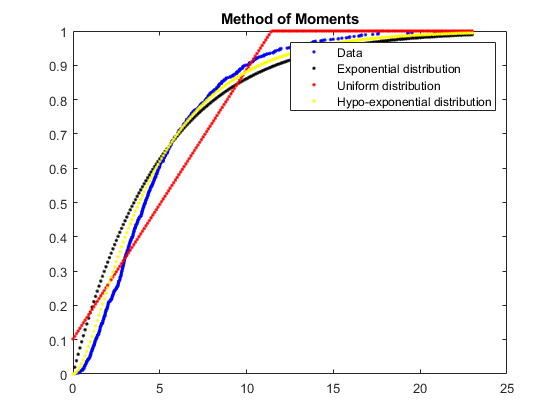 Method of Moments
1
0.9
0.8
0.7
0.6
0.5
0.4
0.3
0.2
0.1
0
Data
Exponential distribution
Uniform distribution
Hypo-exponential distribution
0 5 10 15 20 25